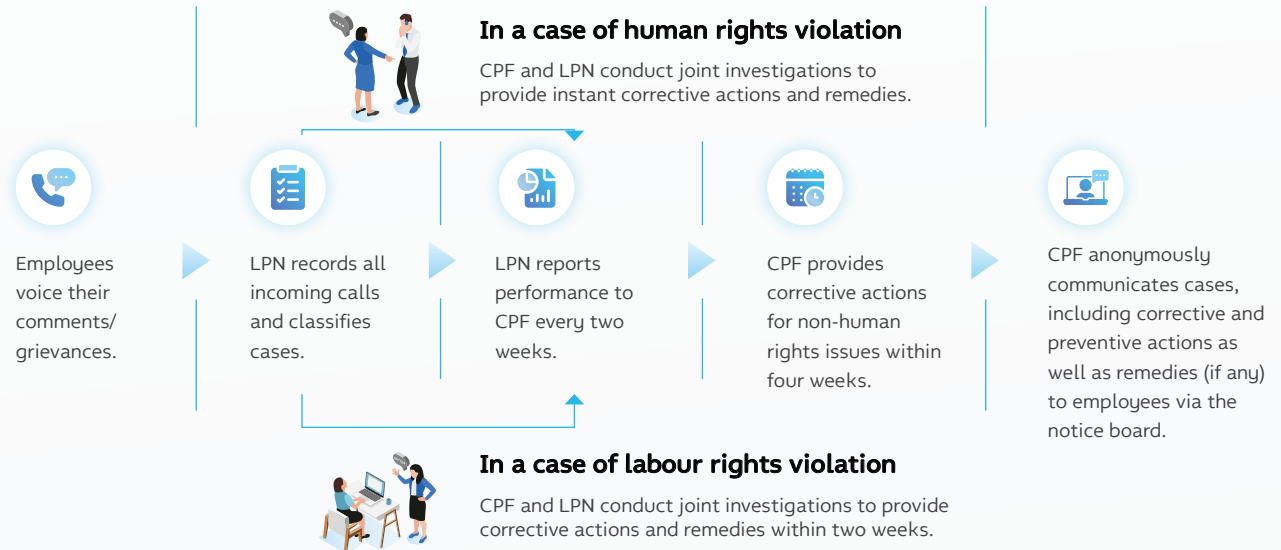 In a case of human rights violation
CPF and LPN conduct joint investigations to
provide instant corrective actions and remedies.
Employees
voice their
comments/
grievances.
LPN records all
incoming calls
and classifies
cases.
LPN reports
performance to
CPF every two
weeks.
CPF provides
corrective actions
for non-human
rights issues within
four weeks.
CPF anonymously
communicates cases,
including corrective and
preventive actions as
well as remedies (if any)
to employees via the
notice board.
In a case of labour rights violation
CPF and LPN conduct joint investigations to provide
corrective actions and remedies within two weeks.